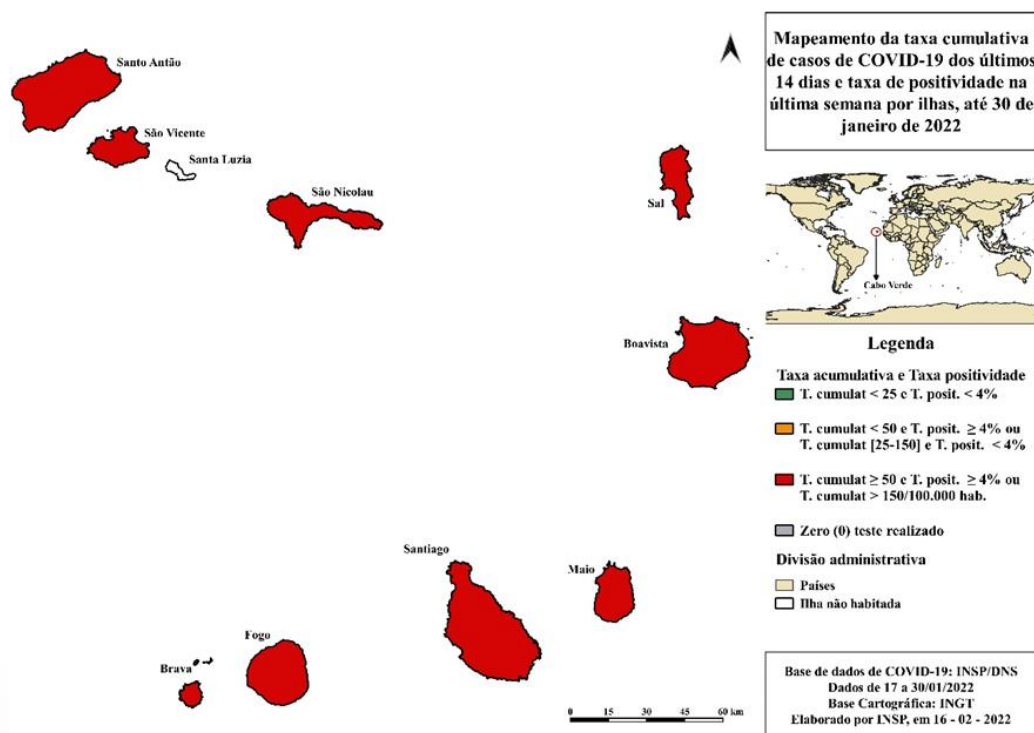 Mapeamento da taxa cumulativa
de casos de COVID-19 dos últimos
14 dias e taxa de positividade na
última semana por ilhas, até 30 de
janeiro de 2022
Santo Antão
São Vicente
Santa Luzia
São Nicolau
Sal
Boavista
Cabo Verde
Legenda
Taxa acumulativa e Taxa positividade
T. cumulat < 25 e T. posit. < 4%
T. cumulat < 50 e T. posit. ≥ 4% ou
T. cumulat [25-150] e T. posit. < 4%
T. cumulat ≥ 50 e T. posit. ≥ 4% ou
T. cumulat > 150/100.000 hab.
Zero (0) teste realizado
Divisão administrativa
Países
Ilha não habitada
Santiago
Maio
Fogo
Brava
0 15 30 45 60 km
Base de dados de COVID-19: INSP/DNS
Dados de 17 a 30/01/2022
Base Cartográfica: INGT
Elaborado por INSP, em 16 - 02 - 2022